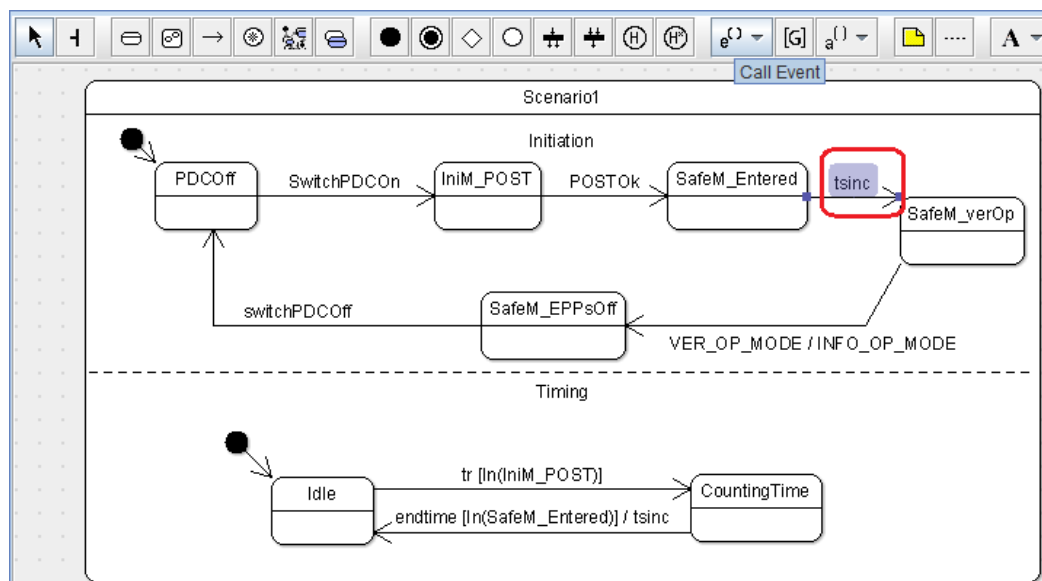 H H*
e() [G] a() A
Call Event
Scenario1
Initiation
PDCOff
SwitchPDCOn
IniM_POST
POSTOk
SafeM_Entered
tsinc
SafeM_verOp
switchPDCOff
SafeM_EPPsOff
VER_OP_MODE / INFO_OP_MODE
Timing
Idle
tr [In(IniM_POST)]
CountingTime
endtime [In(SafeM_Entered)] / tsinc